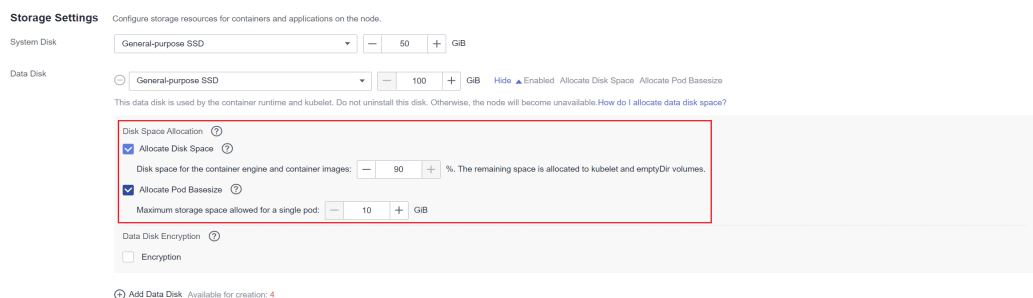 Storage Settings Configure storage resources for containers and applications on the node.
System Disk General-purpose SSD 50 GiB
Data Disk General-purpose SSD 100 GiB Hide Enabled Allocate Disk Space Allocate Pod Basesize
This data disk is used by the container runtime and kubelet. Do not uninstall this disk. Otherwise, the node will become unavailable.How do I allocate data disk space?
Disk Space Allocation ?
Allocate Disk Space ?
Disk space for the container engine and container images: — 90 + %. The remaining space is allocated to kubelet and emptyDir volumes.
Allocate Pod Basesize ?
Maximum storage space allowed for a single pod: — 10 + GiB
Data Disk Encryption ?
Encryption
Add Data Disk Available for creation: 4